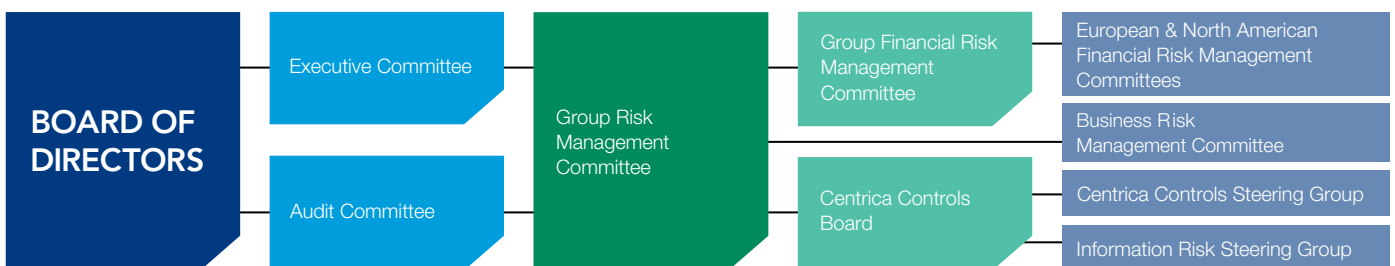 BOARD OF
DIRECTORS
Executive Committee
Audit Committee
Group Risk
Management
Committee
Group Financial Risk
Management
Committee
Centrica Controls
Board
European & North American
Financial Risk Management
Committees
Business Risk
Management Committee
Centrica Controls Steering Group
Information Risk Steering Group